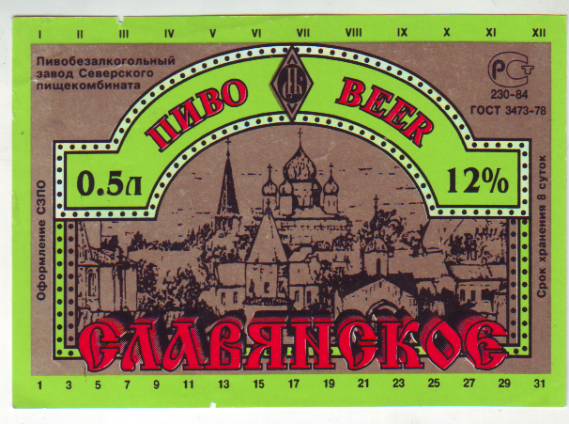 I II III IV V VI VII VIII IX X XI XII
Пивобезалкогольный
завод Северского
пищекомбината
РСТ
230-84
ГОСТ 3473-78
ПИВО BEER
0.5л 12%
Оформление СЗПО
Срок хранения 8 суток
СЛАВЯНСКОЕ
1 3 5 7 9 11 13 15 17 19 21 23 25 27 29 31